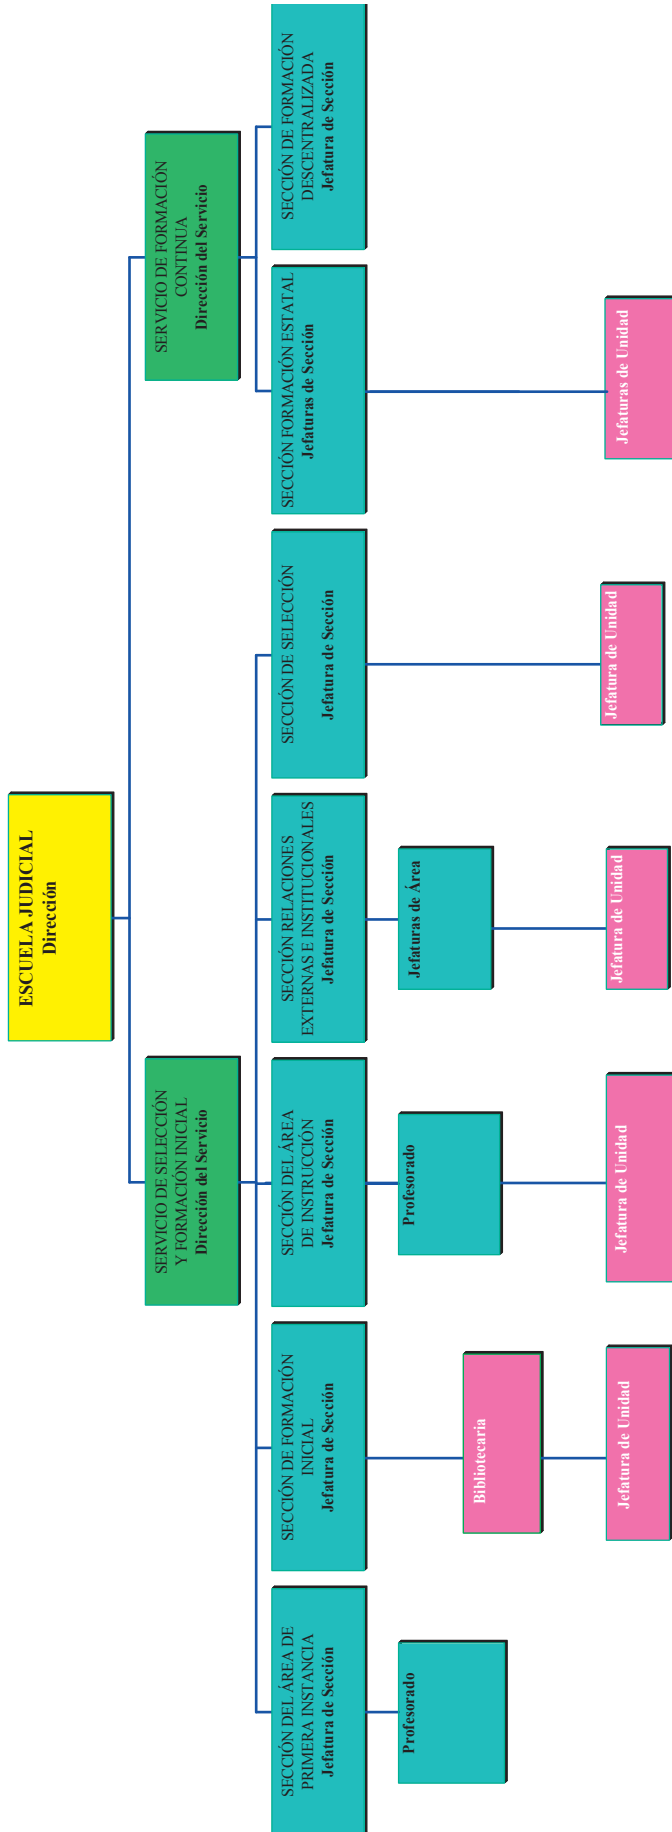 ESCUELA JUDICIAL
Dirección
SERVICIO DE SELECCIÓN
Y FORMACIÓN INICIAL
Dirección del Servicio
SERVICIO DE FORMACIÓN
CONTINUA
Dirección del Servicio
SECCIÓN DEL ÁREA DE
PRIMERA INSTANCIA
Jefatura de Sección
SECCIÓN DE FORMACIÓN
INICIAL
Jefatura de Sección
SECCIÓN DEL ÁREA
DE INSTRUCCIÓN
Jefatura de Sección
SECCIÓN RELACIONES
EXTERNAS E INSTITUCIONALES
Jefatura de Sección
SECCIÓN DE SELECCIÓN
Jefatura de Sección
SECCIÓN FORMACIÓN ESTATAL
Jefaturas de Sección
SECCIÓN DE FORMACIÓN
DESCENTRALIZADA
Jefatura de Sección
Profesorado
Bibliotecaria
Profesorado
Jefaturas de Área
Jefatura de Unidad
Jefatura de Unidad
Jefatura de Unidad
Jefatura de Unidad
Jefaturas de Unidad